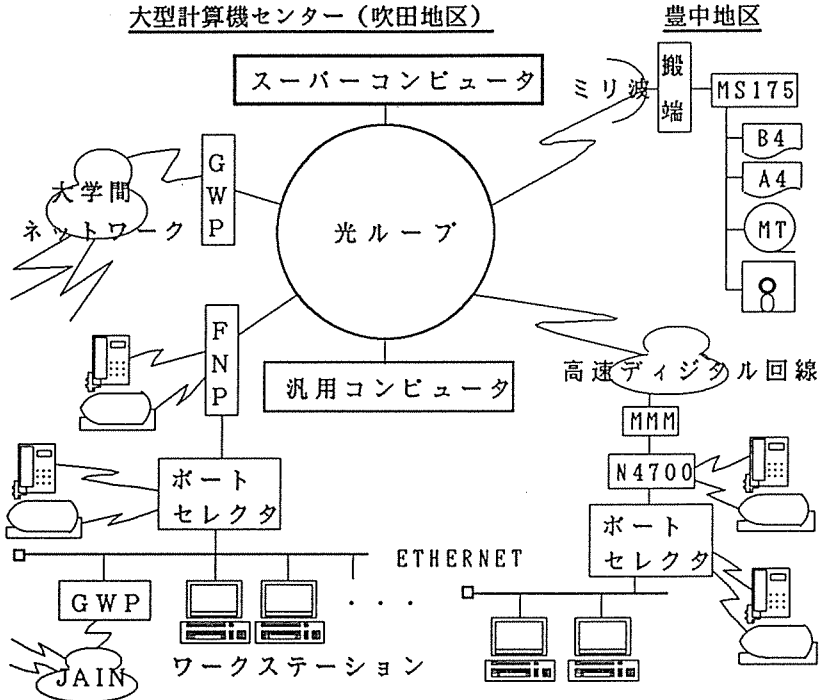 大型計算機センター(吹田地区)
豊中地区
スーパーコンピュータ
ミリ波
搬端
MS175
B4
A4
MT
GWP
大学間
ネットワーク
光ループ
FNP
汎用コンピュータ
高速ディジタル回線
MMM
N4700
ポート
セレクタ
ポート
セレクタ
ETHERNET
GWP
・・・
JAIN
ワークステーション